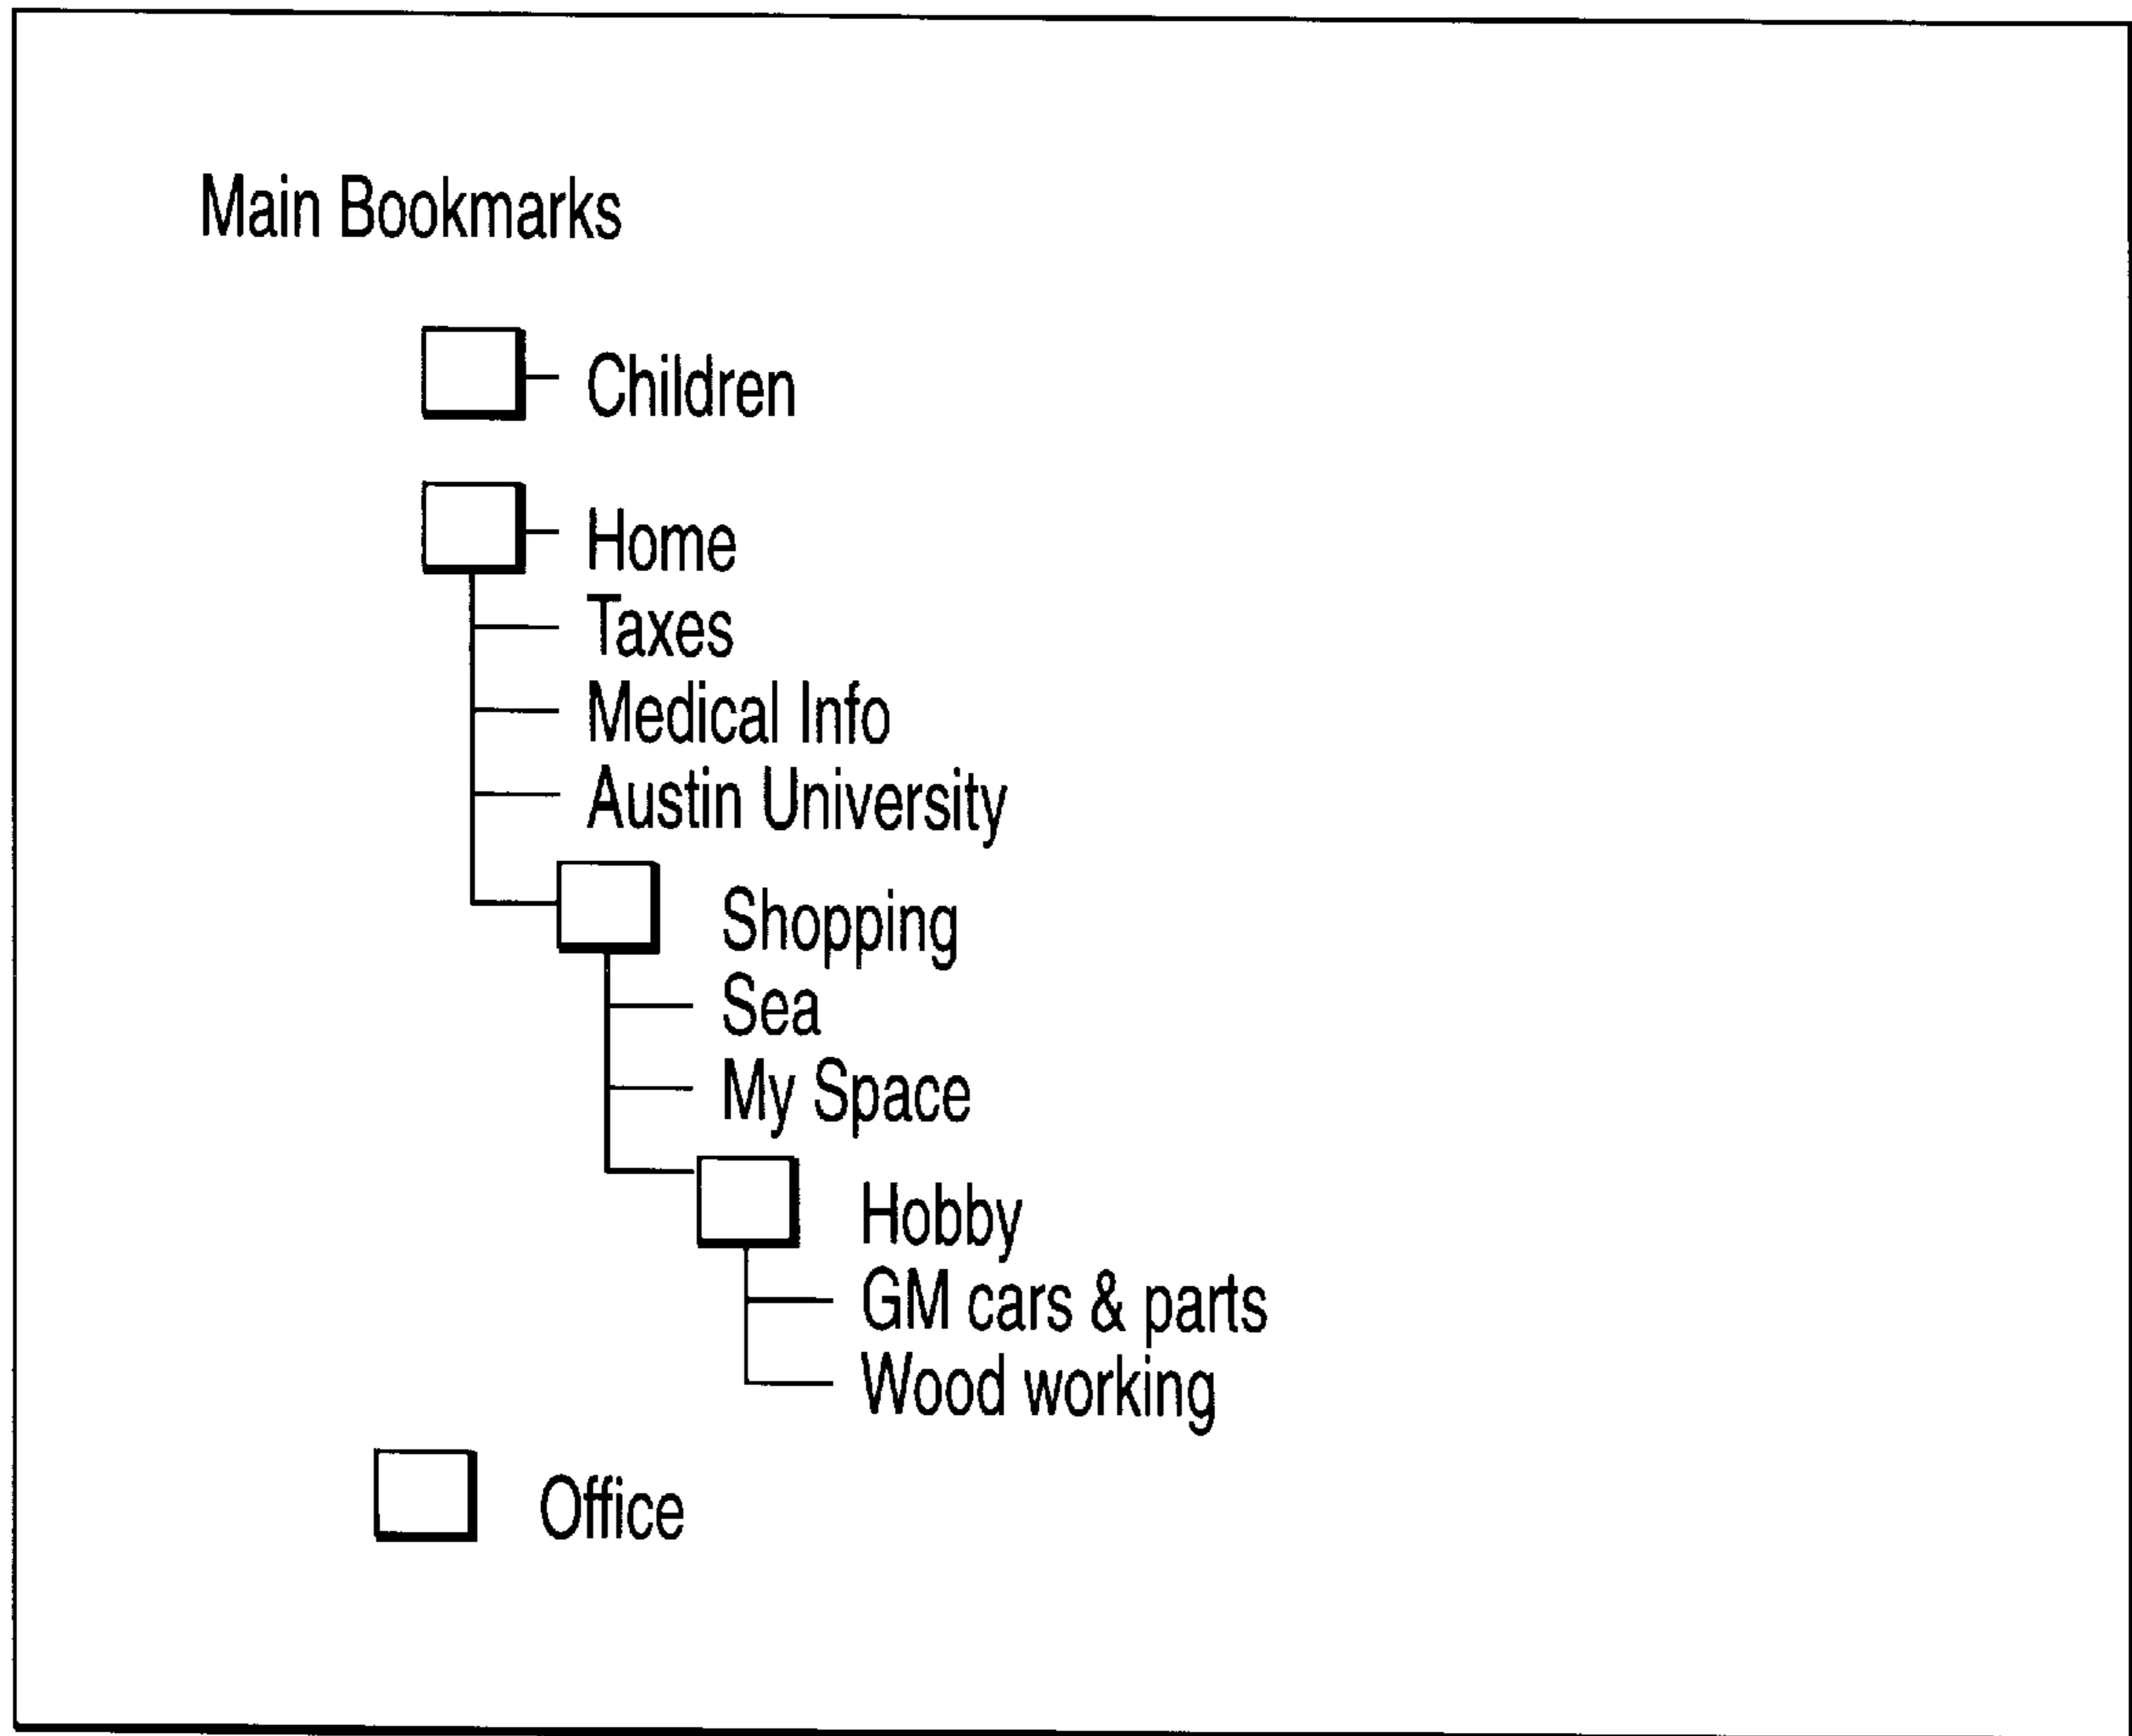 Main Bookmarks
Children
Home
Taxes
Medical Info
Austin University
Shopping
Sea
My Space
Hobby
GM cars & parts
Wood working
Office